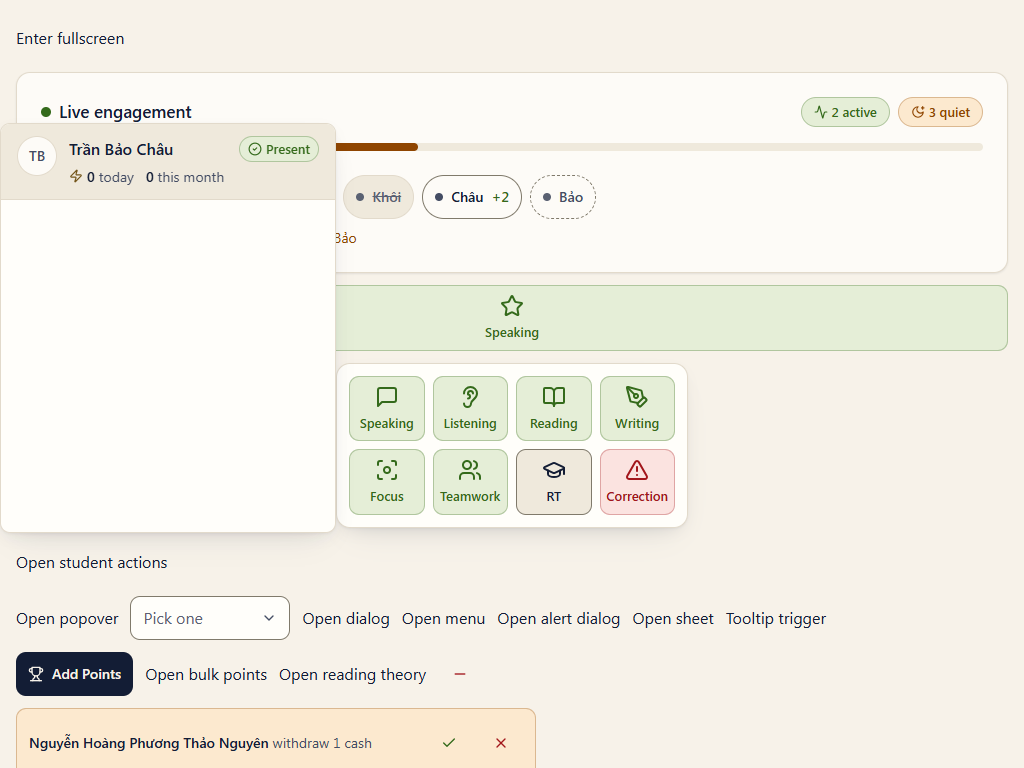 Enter fullscreen
Live engagement
2 active
3 quiet
TB
Trần Bảo Châu
Present
0 today 0 this month
Khôi
Châu +2
Bảo
Bảo
Speaking
Speaking
Listening
Reading
Writing
Focus
Teamwork
RT
Correction
Open student actions
Open popover
Pick one
Open dialog
Open menu
Open alert dialog
Open sheet
Tooltip trigger
Add Points
Open bulk points
Open reading theory
Nguyễn Hoàng Phương Thảo Nguyên withdraw 1 cash